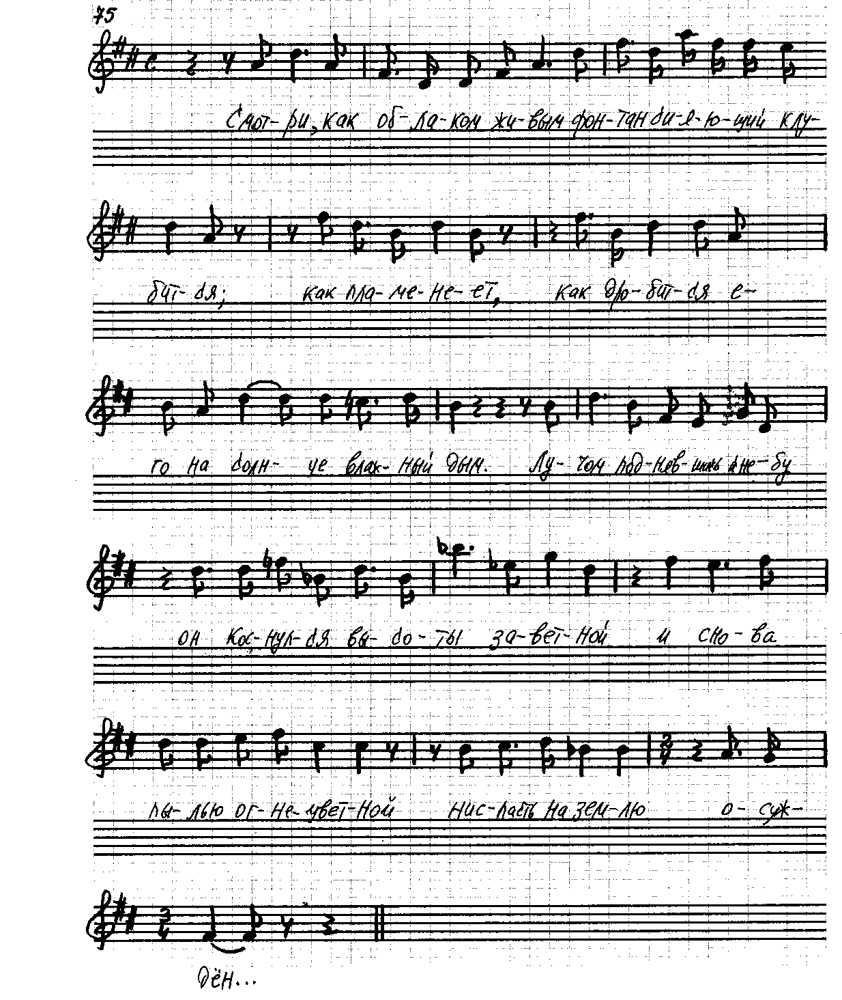 75
Смот-ри, как об-ла-ком жи-вым фон-тан си-я-ю-щий клу-
бит-ся; как пла-ме-не-ет, как дро-бит-ся е-
го на солн-це влаж-ный дым. Лу-чом под-няв-шись к не-бу
он кос-нул-ся вы-со-ты за-вет-ной и сно-ва
пы-лью ог-не-цвет-ной нис-пасть на зем-лю о-суж-
дён...